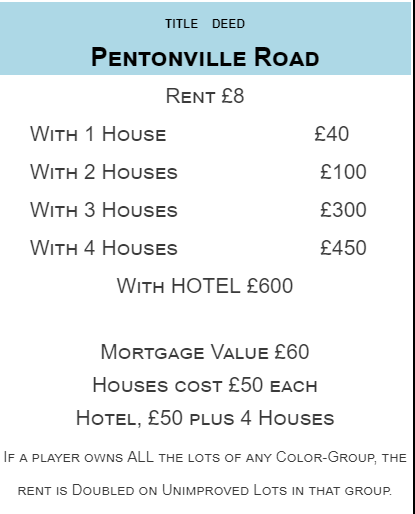 TITLE DEED
PENTONVILLE ROAD
RENT £8
WITH 1 HOUSE £40
WITH 2 HOUSES £100
WITH 3 HOUSES £300
WITH 4 HOUSES £450
WITH HOTEL £600
MORTGAGE VALUE £60
HOUSES COST £50 EACH
HOTEL, £50 PLUS 4 HOUSES
IF A PLAYER OWNS ALL THE LOTS OF ANY COLOR-GROUP, THE
RENT IS DOUBLED ON UNIMPROVED LOTS IN THAT GROUP.